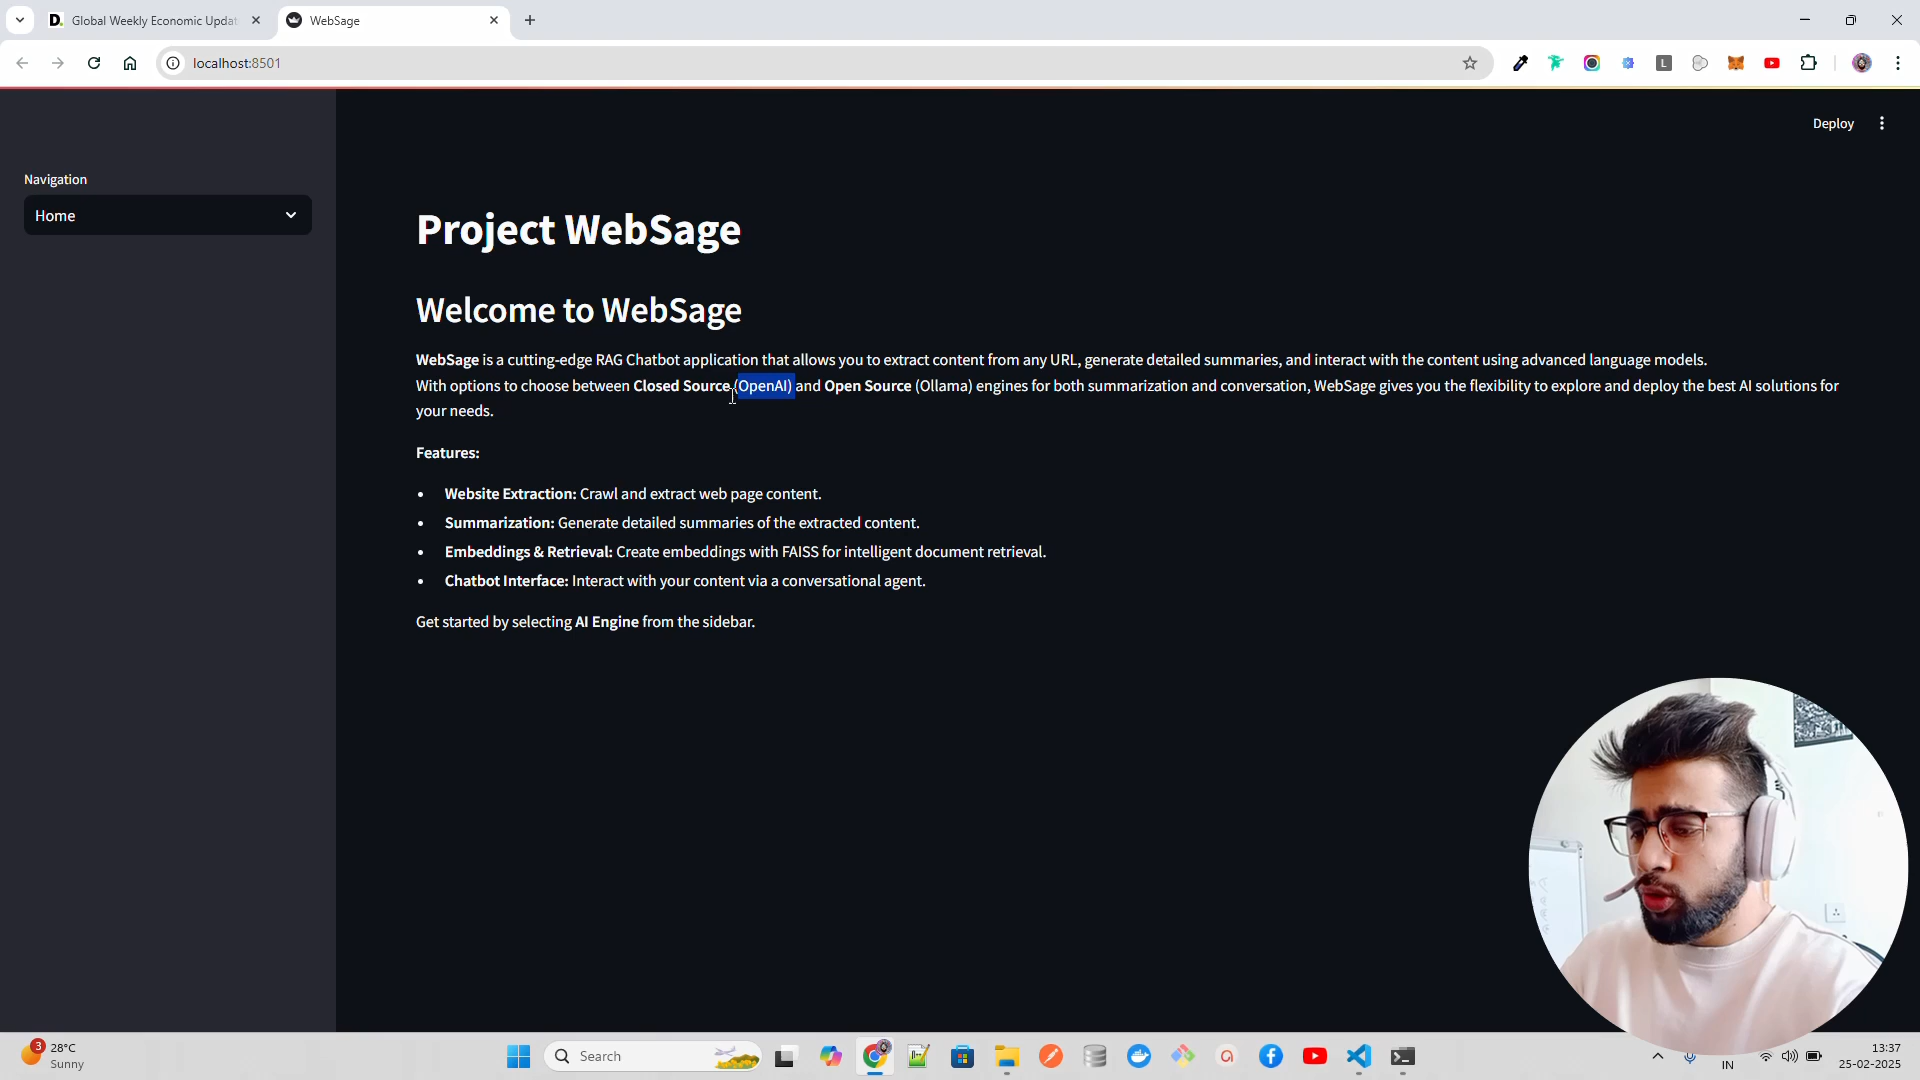 Global Weekly Economic Updat
WebSage
localhost:8501
Deploy
Navigation
Home
Project WebSage
Welcome to WebSage
WebSage is a cutting-edge RAG Chatbot application that allows you to extract content from any URL, generate detailed summaries, and interact with the content using advanced language models.
With options to choose between Closed Source (OpenAI) and Open Source (Ollama) engines for both summarization and conversation, WebSage gives you the flexibility to explore and deploy the best AI solutions for
your needs.
Features:
• Website Extraction: Crawl and extract web page content.
• Summarization: Generate detailed summaries of the extracted content.
• Embeddings & Retrieval: Create embeddings with FAISS for intelligent document retrieval.
• Chatbot Interface: Interact with your content via a conversational agent.
Get started by selecting AI Engine from the sidebar.
3
28°C
Sunny
Search
IN
13:37
25-02-2025